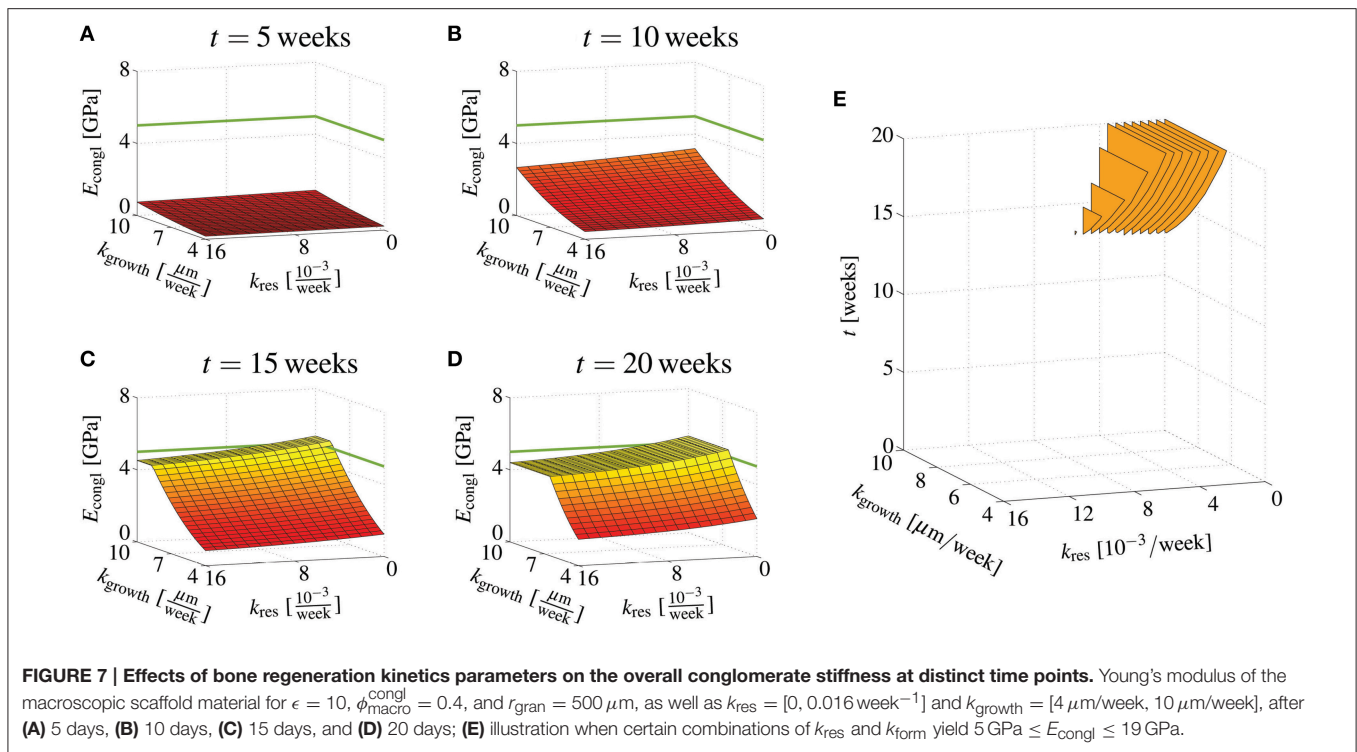 A
t = 5 weeks
8
4
0
E_congl [GPa]
10
7
4
k_growth [μm/week]
16
8
0
k_res [10⁻³/week]
B
t = 10 weeks
8
4
0
E_congl [GPa]
10
7
4
k_growth [μm/week]
16
8
0
k_res [10⁻³/week]
C
t = 15 weeks
8
4
0
E_congl [GPa]
10
7
4
k_growth [μm/week]
16
8
0
k_res [10⁻³/week]
D
t = 20 weeks
8
4
0
E_congl [GPa]
10
7
4
k_growth [μm/week]
16
8
0
k_res [10⁻³/week]
E
20
15
10
5
0
t [weeks]
10
8
6
4
k_growth [μm/week]
16
12
8
4
0
k_res [10⁻³/week]
FIGURE 7 | Effects of bone regeneration kinetics parameters on the overall conglomerate stiffness at distinct time points. Young's modulus of the
macroscopic scaffold material for ϵ = 10, ϕ_macro^congl = 0.4, and r_gran = 500 μm, as well as k_res = [0, 0.016 week⁻¹] and k_growth = [4 μm/week, 10 μm/week], after
(A) 5 days, (B) 10 days, (C) 15 days, and (D) 20 days; (E) illustration when certain combinations of k_res and k_form yield 5 GPa ≤ E_congl ≤ 19 GPa.